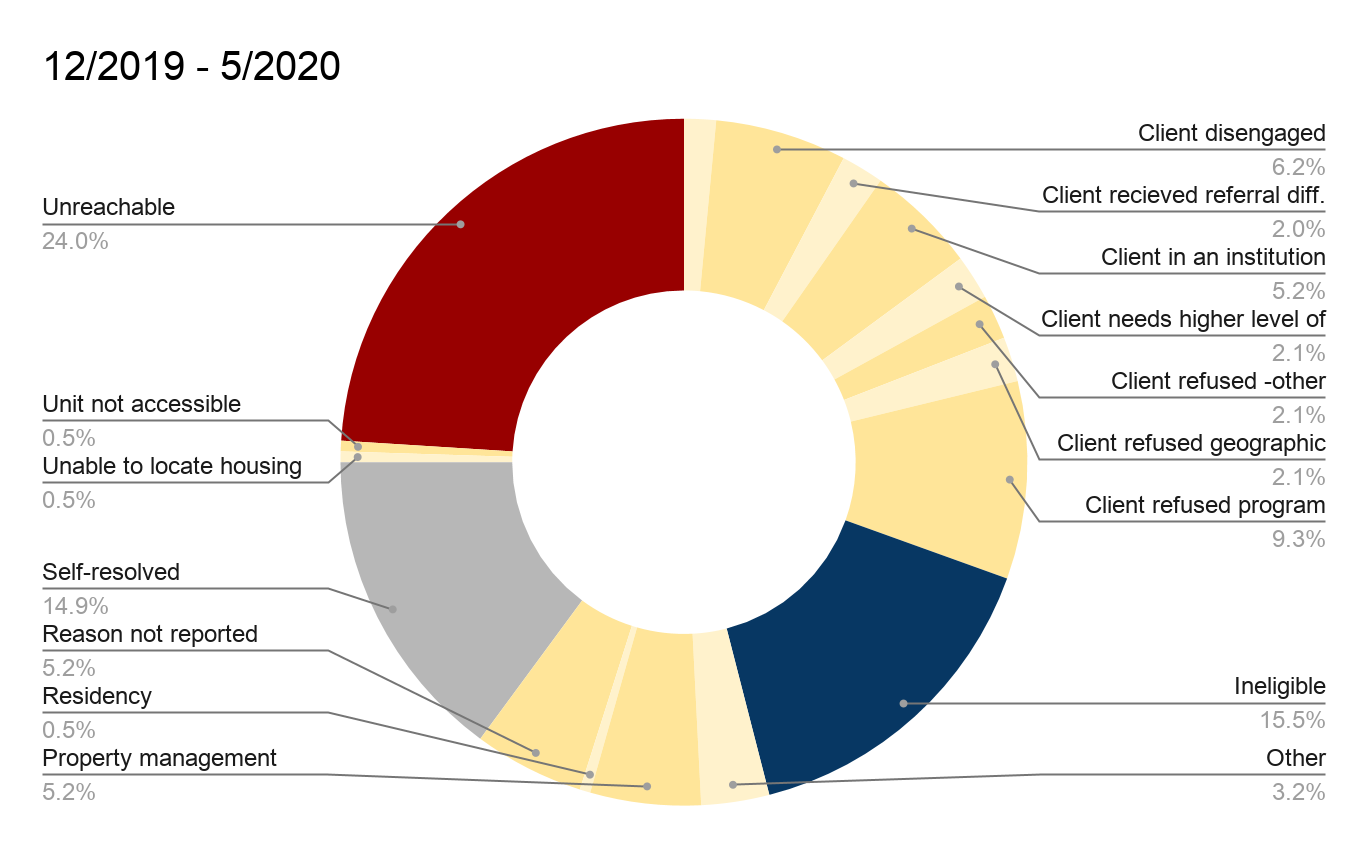 12/2019 - 5/2020
Client disengaged
6.2%
Client recieved referral diff.
2.0%
Client in an institution
5.2%
Client needs higher level of
2.1%
Client refused -other
2.1%
Client refused geographic
2.1%
Client refused program
9.3%
Ineligible
15.5%
Other
3.2%
Unreachable
24.0%
Unit not accessible
0.5%
Unable to locate housing
0.5%
Self-resolved
14.9%
Reason not reported
5.2%
Residency
0.5%
Property management
5.2%